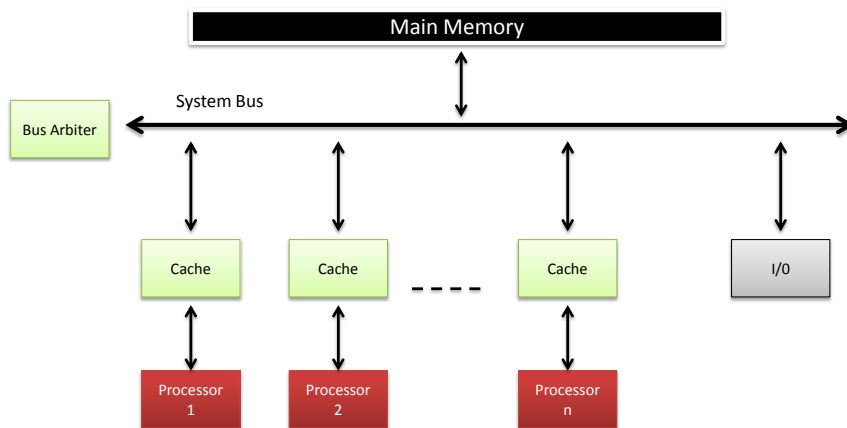 Main Memory
System Bus
Bus Arbiter
Cache
Cache
Cache
I/0
Processor
1
Processor
2
Processor
n